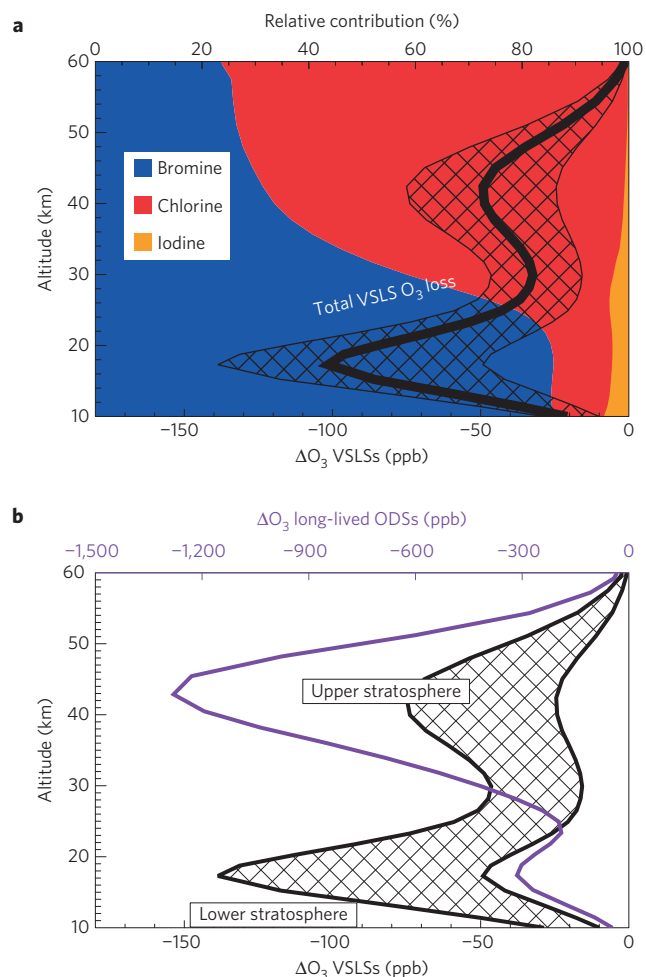 a
Relative contribution (%)
0 20 40 60 80 100
60
50
40
30
20
10
Altitude (km)
Bromine
Chlorine
Iodine
Total VSLS O₃ loss
−150 −100 −50 0
ΔO₃ VSLSs (ppb)
b
ΔO₃ long-lived ODSs (ppb)
−1,500 −1,200 −900 −600 −300 0
60
50
40
30
20
10
Altitude (km)
Upper stratosphere
Lower stratosphere
−150 −100 −50 0
ΔO₃ VSLSs (ppb)